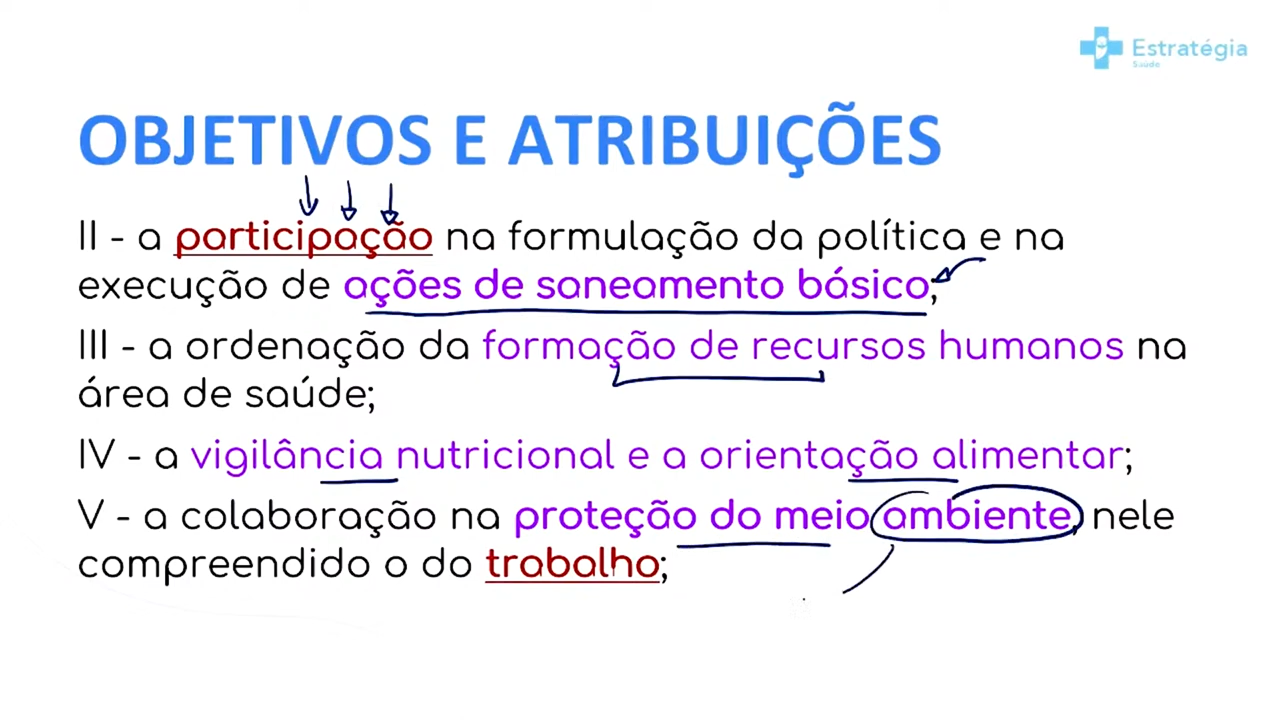 Estratégia
Saúde
OBJETIVOS E ATRIBUIÇÕES
II - a participação na formulação da política e na
execução de ações de saneamento básico;
III - a ordenação da formação de recursos humanos na
área de saúde;
IV - a vigilância nutricional e a orientação alimentar;
V - a colaboração na proteção do meio ambiente, nele
compreendido o do trabalho;